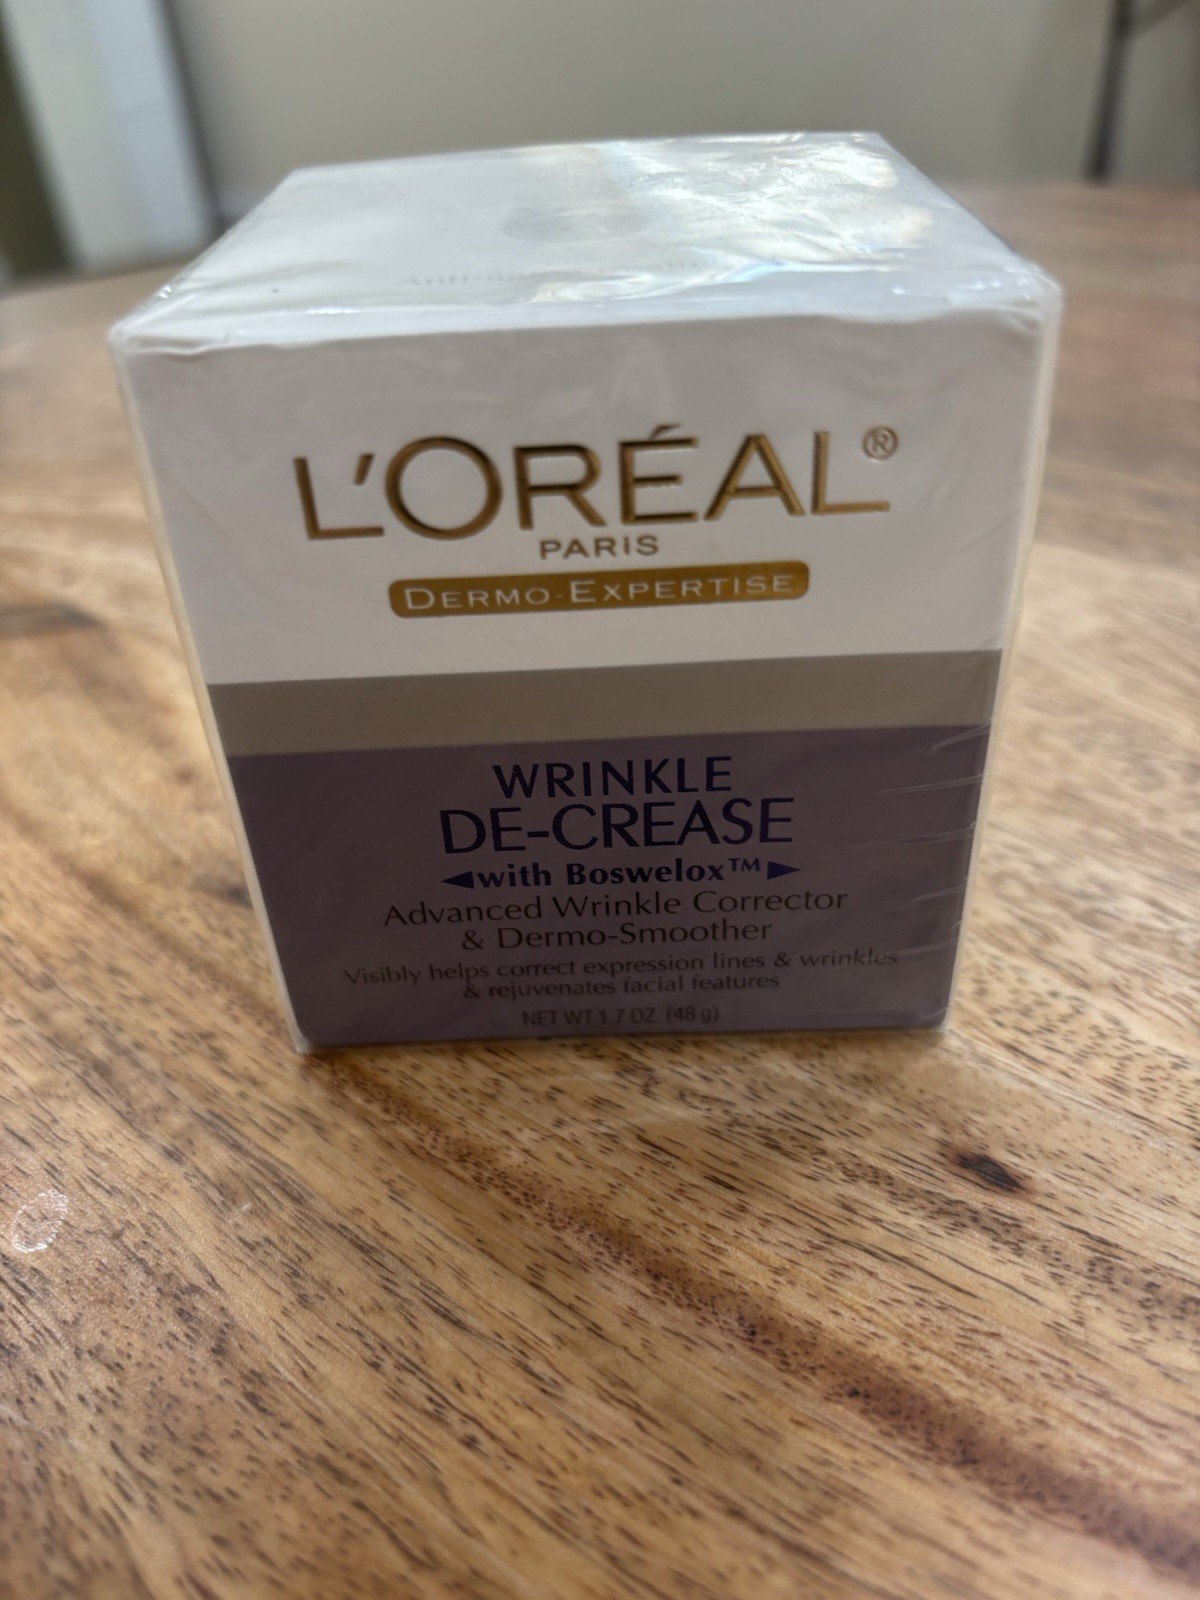 L'ORÉAL®
PARIS
DERMO-EXPERTISE
WRINKLE
DE-CREASE
◄with Boswelox™►
Advanced Wrinkle Corrector
& Dermo-Smoother
Visibly helps correct expression lines & wrinkles
& rejuvenates facial features
NET WT 1.7 OZ (48 g)